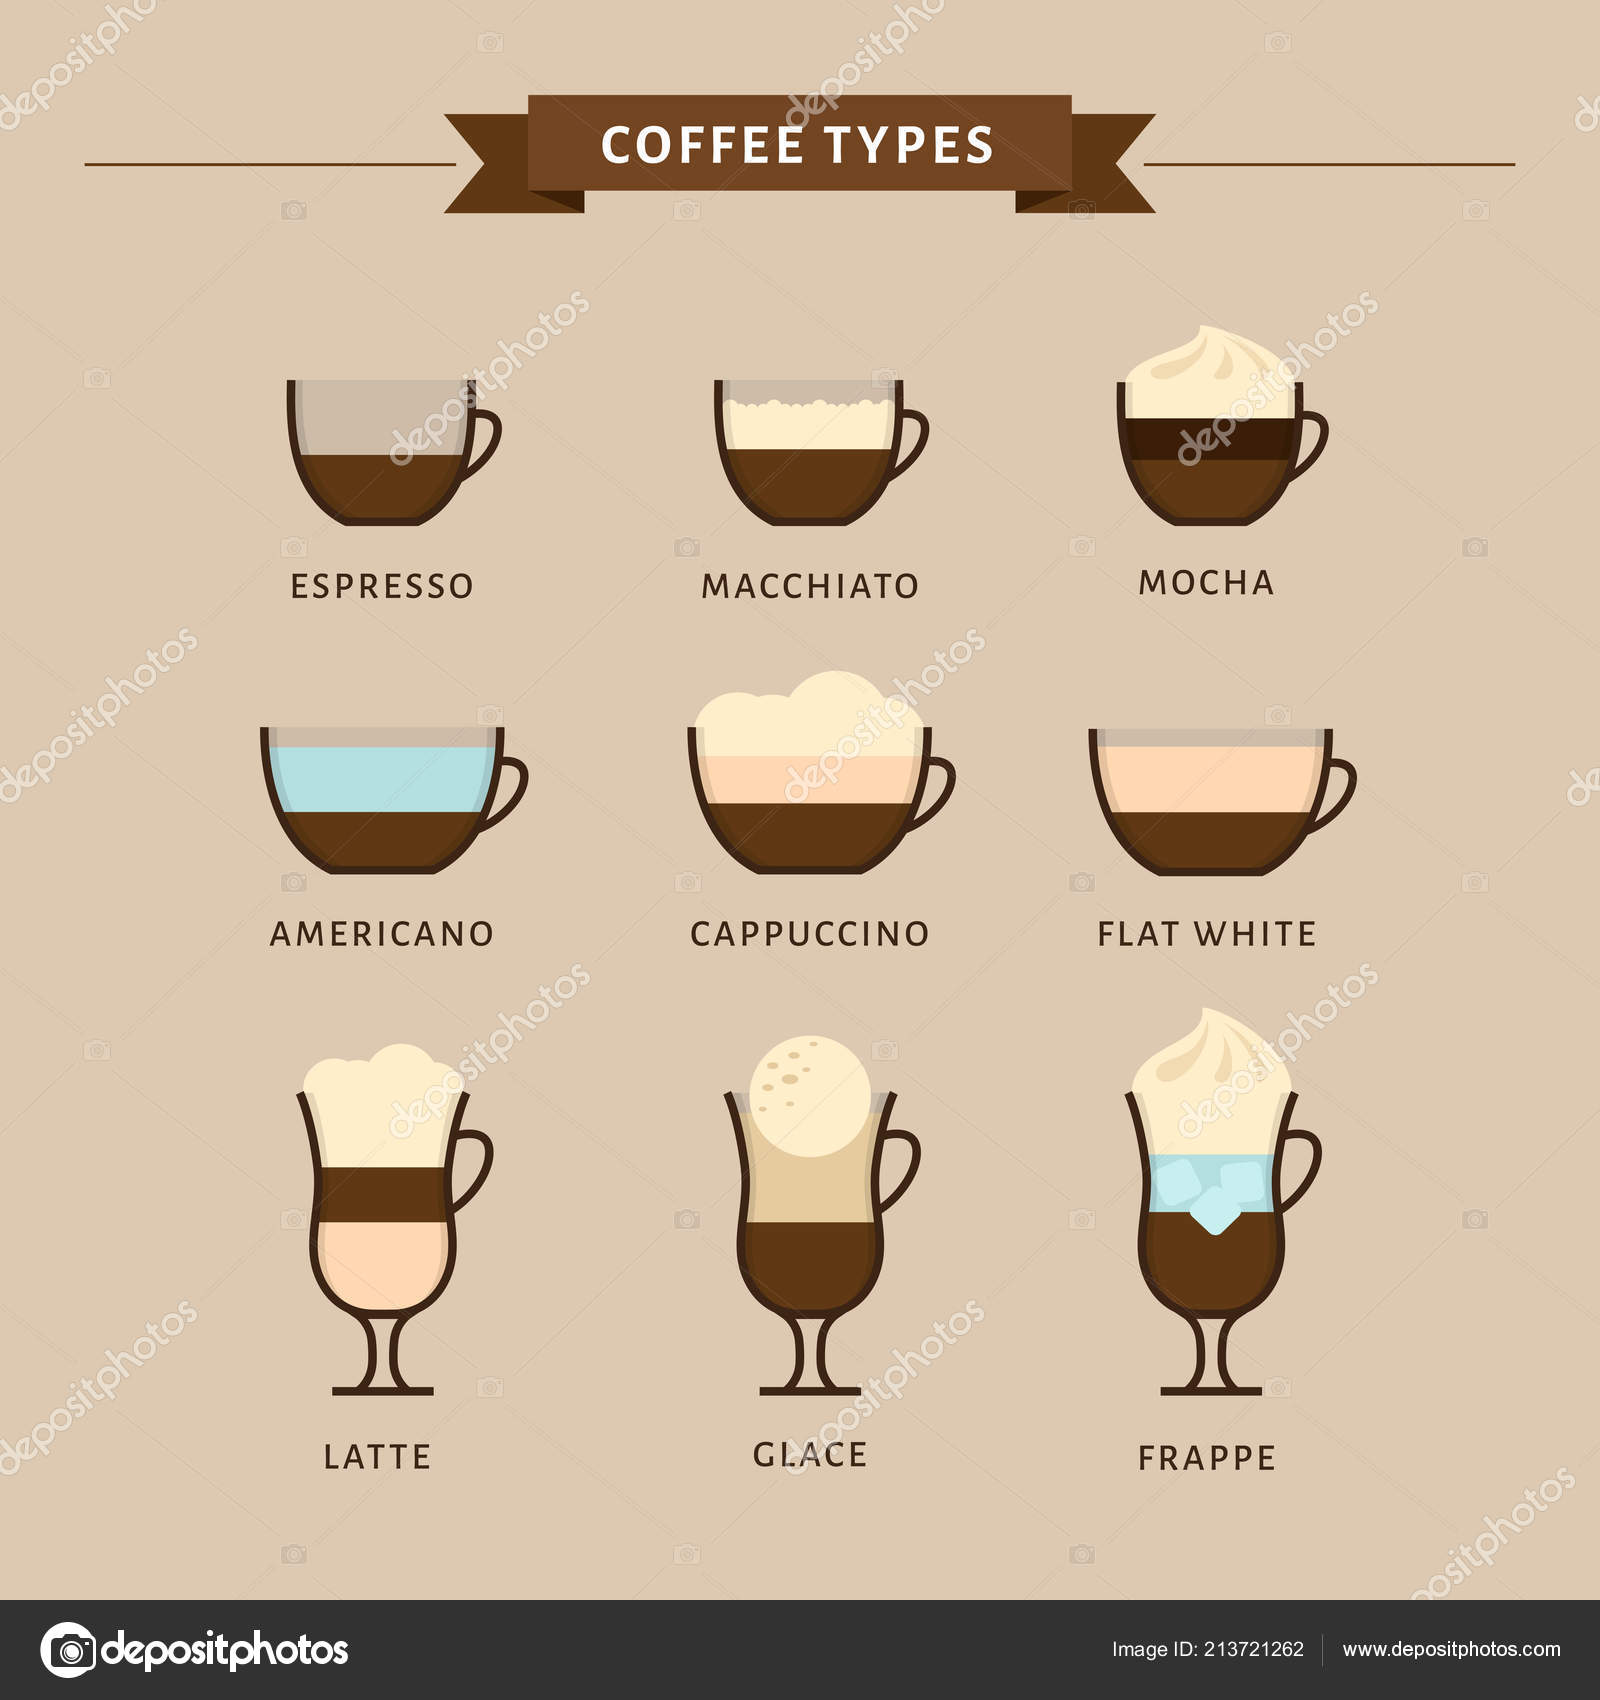 COFFEE TYPES
ESPRESSO
MACCHIATO
MOCHA
AMERICANO
CAPPUCCINO
FLAT WHITE
LATTE
GLACE
FRAPPE
depositphotos
Image ID: 213721262
www.depositphotos.com